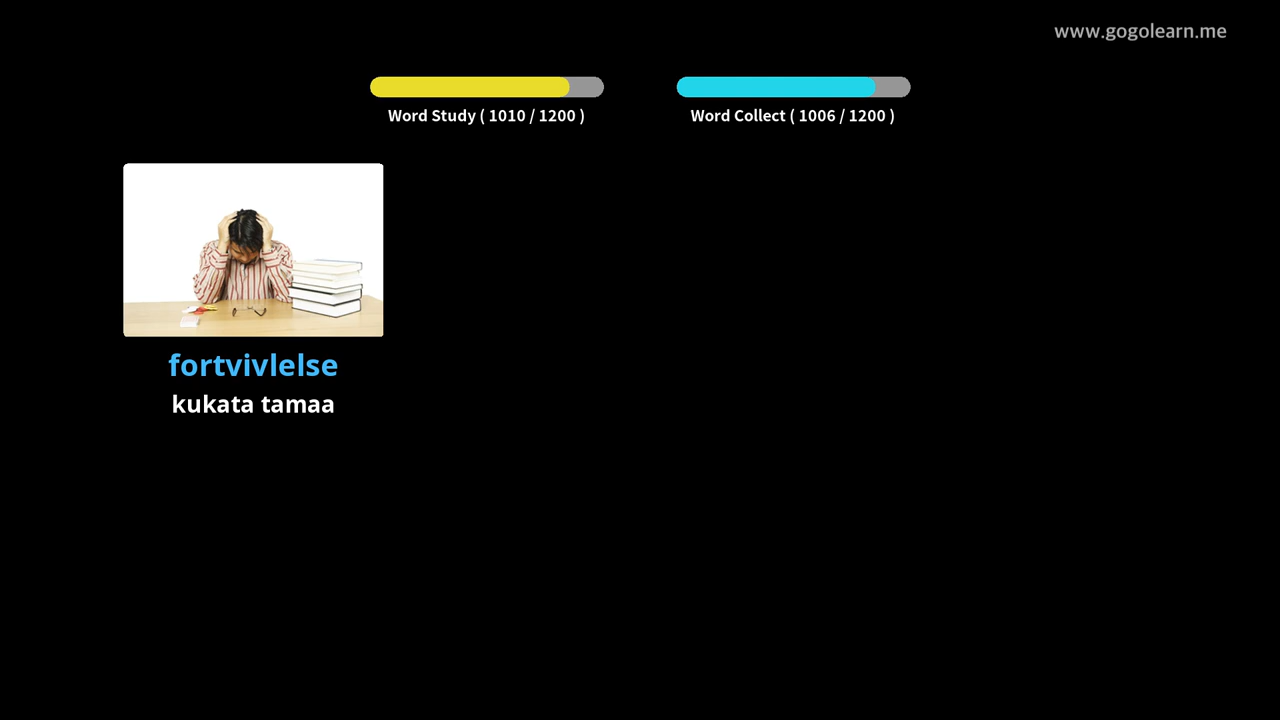 www.gogolearn.me
Word Study ( 1010 / 1200 )
Word Collect ( 1006 / 1200 )
fortvivlelse
kukata tamaa